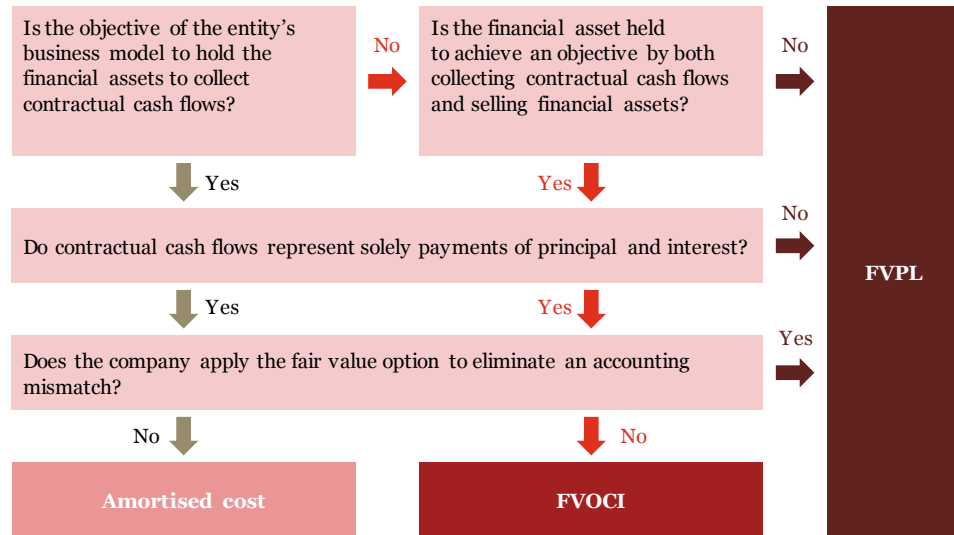 Is the objective of the entity's
business model to hold the
financial assets to collect
contractual cash flows?
No
Is the financial asset held
to achieve an objective by both
collecting contractual cash flows
and selling financial assets?
No
Yes
Yes
Do contractual cash flows represent solely payments of principal and interest?
No
FVPL
Yes
Yes
Does the company apply the fair value option to eliminate an accounting
mismatch?
Yes
No
No
Amortised cost
FVOCI